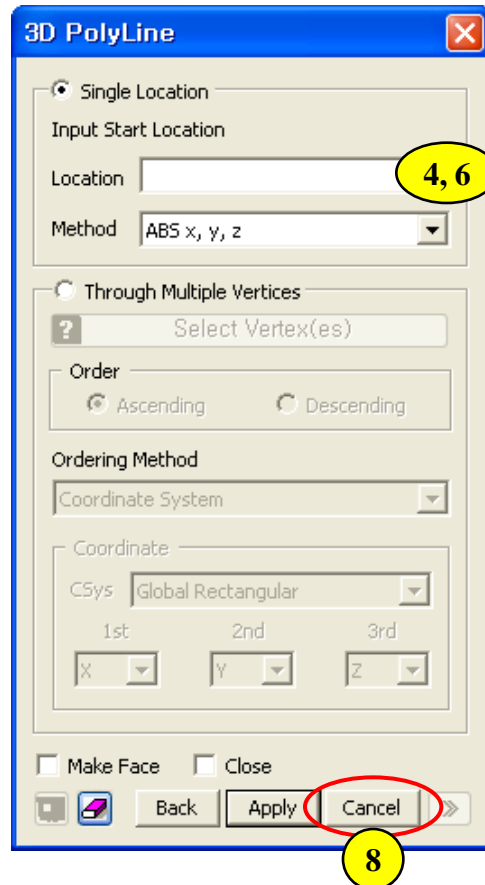 3D PolyLine
Single Location
Input Start Location
Location
4, 6
Method ABS x, y, z
Through Multiple Vertices
? Select Vertex(es)
Order
Ascending Descending
Ordering Method
Coordinate System
Coordinate
CSys Global Rectangular
1st 2nd 3rd
X Y Z
Make Face Close
Back Apply Cancel »
8